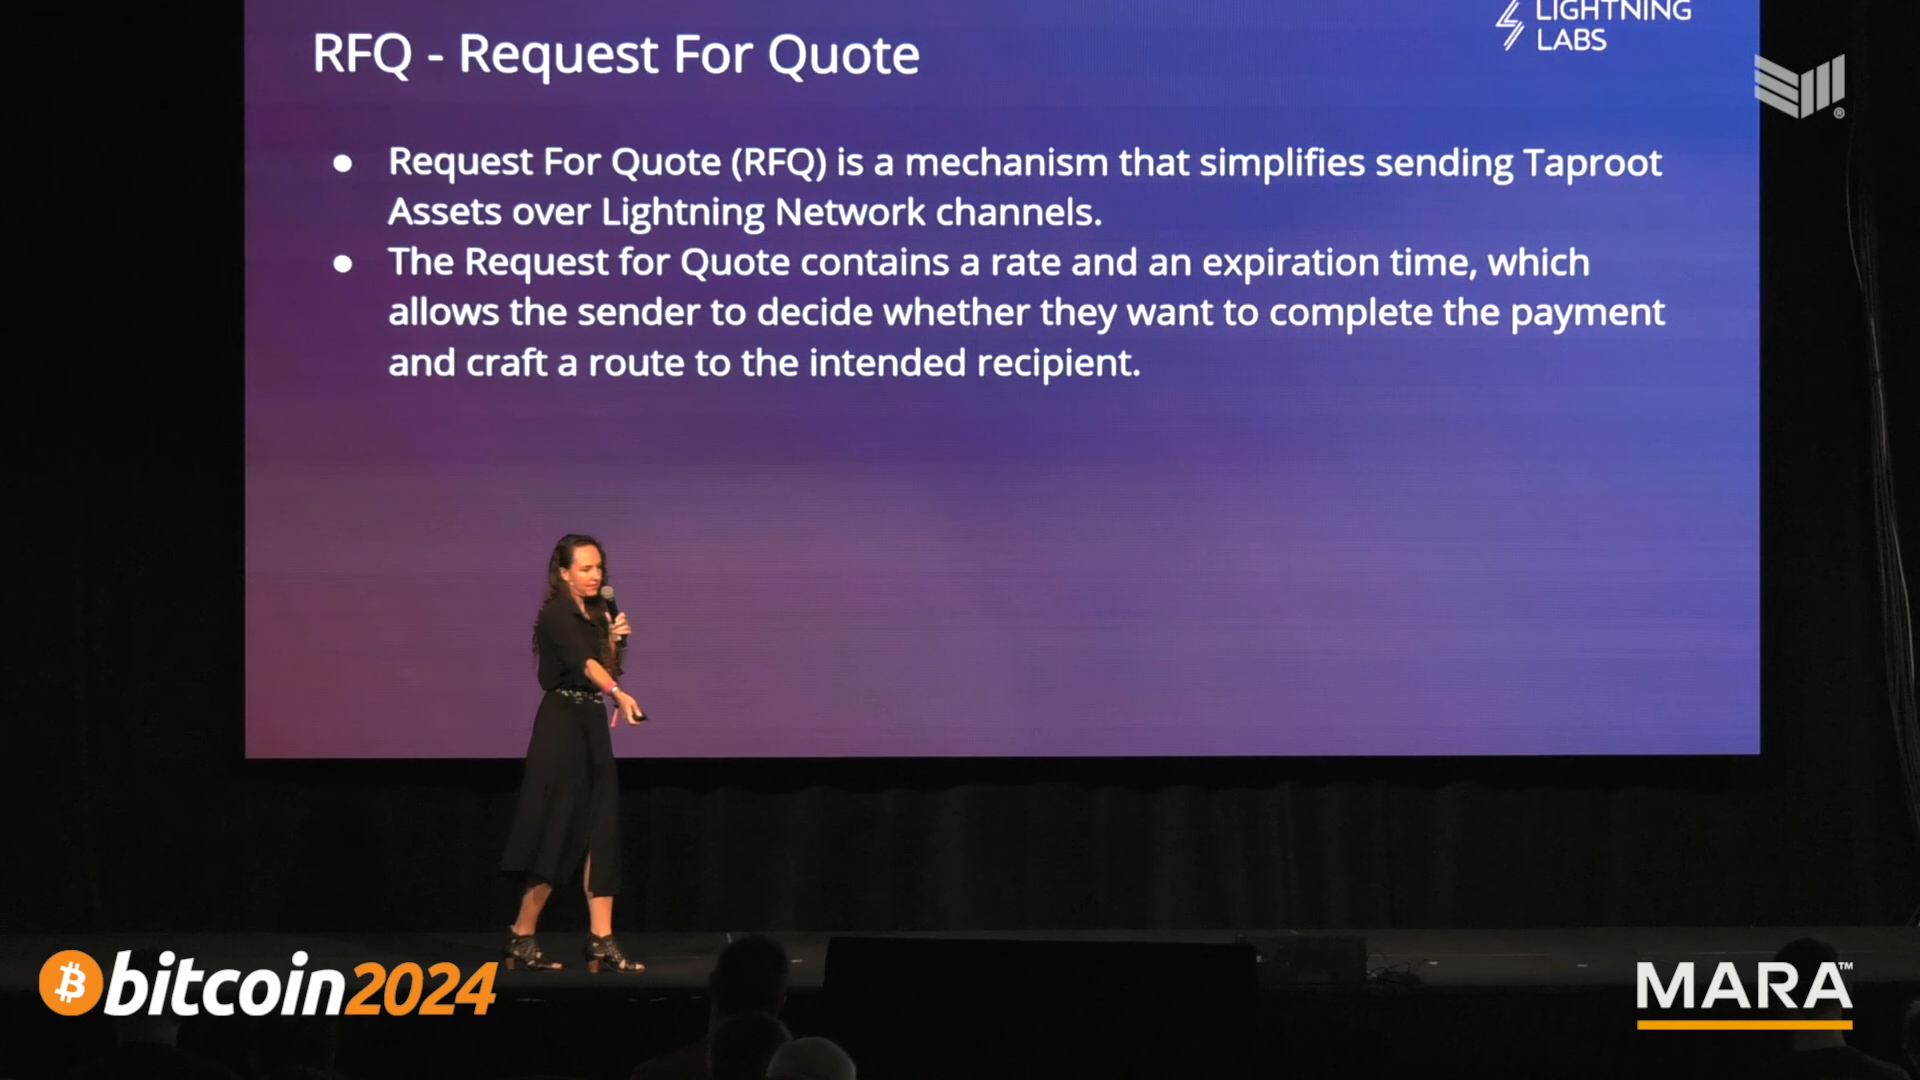 LIGHTNING
LABS
RFQ - Request For Quote
● Request For Quote (RFQ) is a mechanism that simplifies sending Taproot
Assets over Lightning Network channels.
● The Request for Quote contains a rate and an expiration time, which
allows the sender to decide whether they want to complete the payment
and craft a route to the intended recipient.
bitcoin2024
MARA™